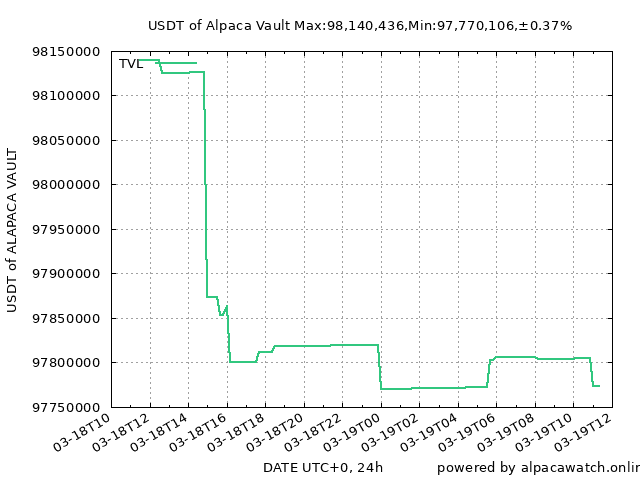 USDT of Alpaca Vault Max:98,140,436,Min:97,770,106,±0.37%
98150000
98100000
98050000
98000000
97950000
97900000
97850000
97800000
97750000
TVL
USDT of ALAPACA VAULT
03-18T10
03-18T12
03-18T14
03-18T16
03-18T18
03-18T20
03-18T22
03-19T00
03-19T02
03-19T04
03-19T06
03-19T08
03-19T10
03-19T12
DATE UTC+0, 24h
powered by alpacawatch.onlin